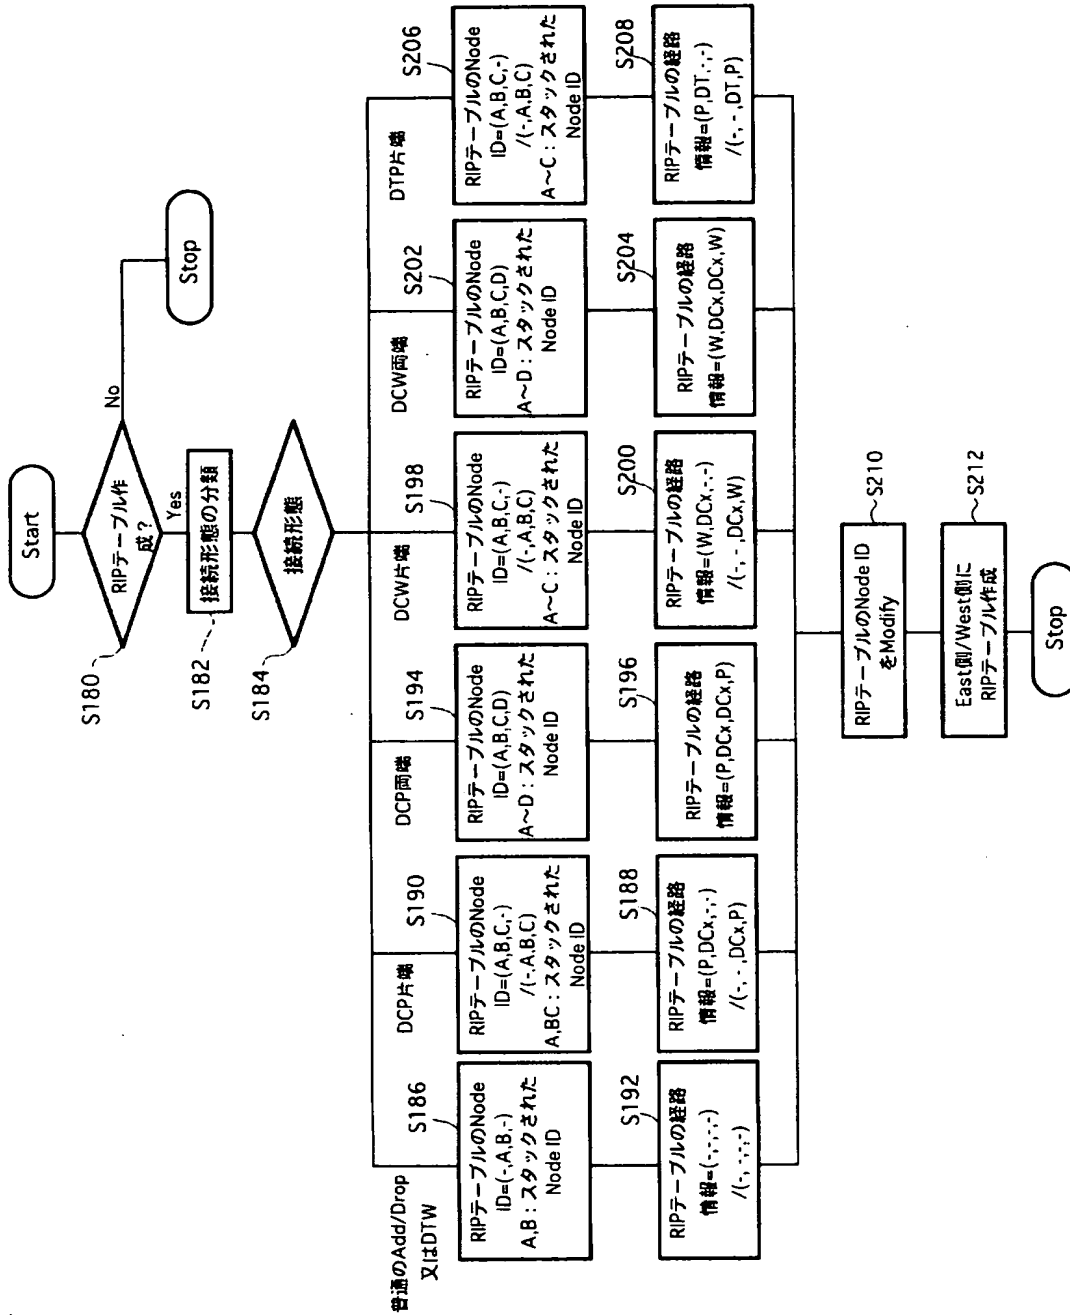 Start
S180
RIPテーブル作
成?
No
Stop
Yes
S182
接続形態の分類
S184
接続形態
普通のAdd/Drop
又はDTW
S186
RIPテーブルのNode
ID=(-,A,B,-)
A,B:スタックされた
Node ID
S192
RIPテーブルの経路
情報=(-,-,-,-)
/(-,-,-,-)
DCP片端
S190
RIPテーブルのNode
ID=(A,B,C,-)
/(-,A,B,C)
A,BC:スタックされた
Node ID
S188
RIPテーブルの経路
情報=(P,DCx,-,-)
/(-,-,DCx,P)
DCP両端
S194
RIPテーブルのNode
ID=(A,B,C,D)
A~D:スタックされた
Node ID
S196
RIPテーブルの経路
情報=(P,DCx,DCx,P)
DCW片端
S198
RIPテーブルのNode
ID=(A,B,C,-)
/(-,A,B,C)
A~C:スタックされた
Node ID
S200
RIPテーブルの経路
情報=(W,DCx,-,-)
/(-,-,DCx,W)
DCW両端
S202
RIPテーブルのNode
ID=(A,B,C,D)
A~D:スタックされた
Node ID
S204
RIPテーブルの経路
情報=(W,DCx,DCx,W)
DTP片端
S206
RIPテーブルのNode
ID=(A,B,C,-)
/(-,A,B,C)
A~C:スタックされた
Node ID
S208
RIPテーブルの経路
情報=(P,DT,-,-)
/(-,-,DT,P)
RIPテーブルのNode ID
をModify
S210
East側/West側に
RIPテーブル作成
S212
Stop